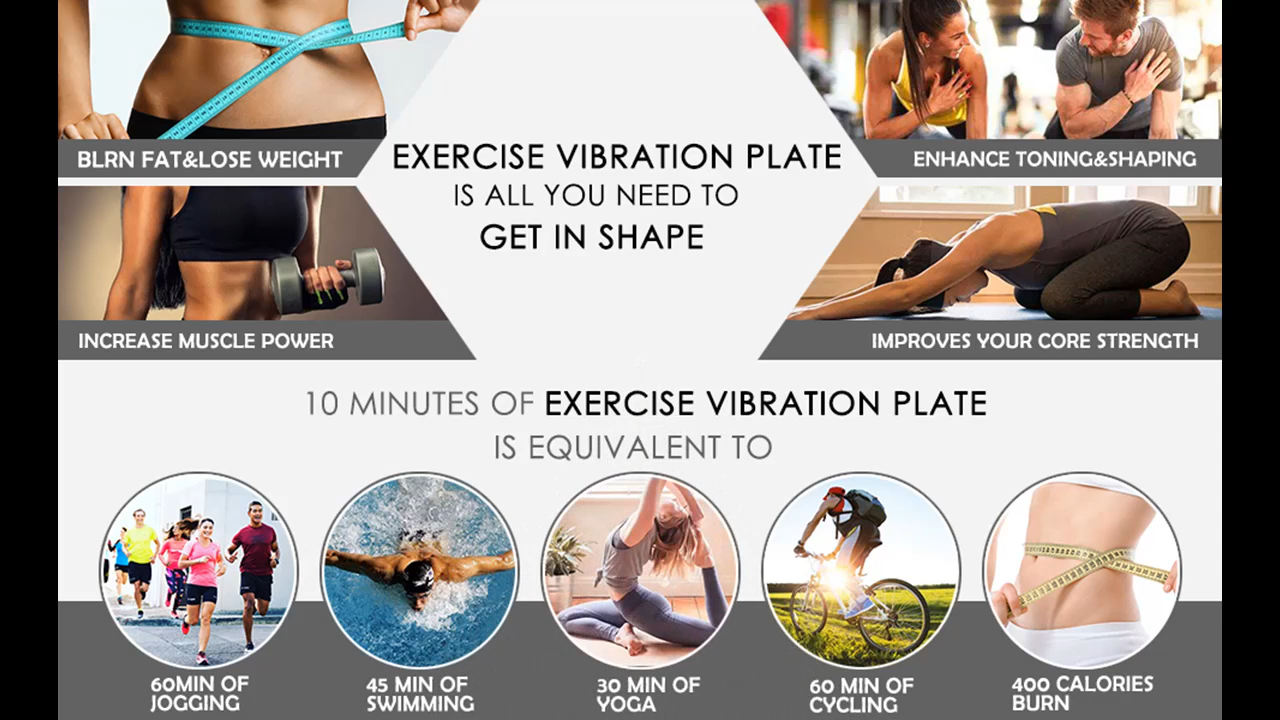 BLRN FAT&LOSE WEIGHT
ENHANCE TONING&SHAPING
EXERCISE VIBRATION PLATE
IS ALL YOU NEED TO
GET IN SHAPE
INCREASE MUSCLE POWER
IMPROVES YOUR CORE STRENGTH
10 MINUTES OF EXERCISE VIBRATION PLATE
IS EQUIVALENT TO
60MIN OF
JOGGING
45 MIN OF
SWIMMING
30 MIN OF
YOGA
60 MIN OF
CYCLING
400 CALORIES
BURN